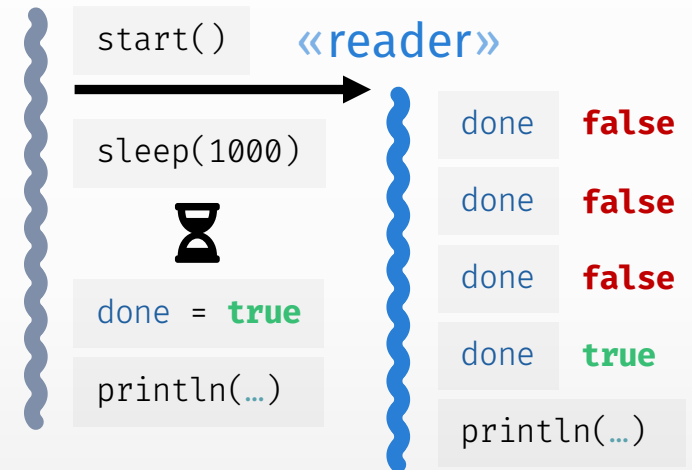 start()
«reader»
sleep(1000)
done = true
println(…)
done false
done false
done false
done true
println(…)